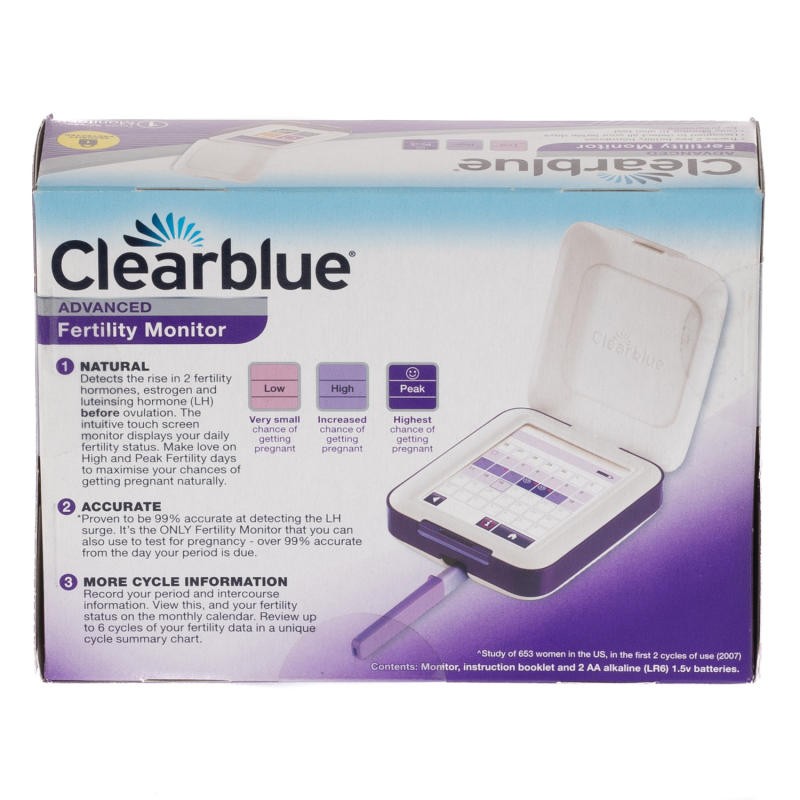 Clearblue®
ADVANCED
Fertility Monitor
Clearblue®
ADVANCED
Fertility Monitor
1 NATURAL
Detects the rise in 2 fertility
hormones, estrogen and
luteinsing hormone (LH)
before ovulation. The
intuitive touch screen
monitor displays your daily
fertility status. Make love on
High and Peak Fertility days
to maximise your chances of
getting pregnant naturally.
Low
Very small
chance of
getting
pregnant
High
Increased
chance of
getting
pregnant
Peak
Highest
chance of
getting
pregnant
Clearblue
2 ACCURATE
*Proven to be 99% accurate at detecting the LH
surge. It's the ONLY Fertility Monitor that you can
also use to test for pregnancy - over 99% accurate
from the day your period is due.
3 MORE CYCLE INFORMATION
Record your period and intercourse
information. View this, and your fertility
status on the monthly calendar. Review up
to 6 cycles of your fertility data in a unique
cycle summary chart.
^Study of 653 women in the US, in the first 2 cycles of use (2007)
Contents: Monitor, instruction booklet and 2 AA alkaline (LR6) 1.5v batteries.